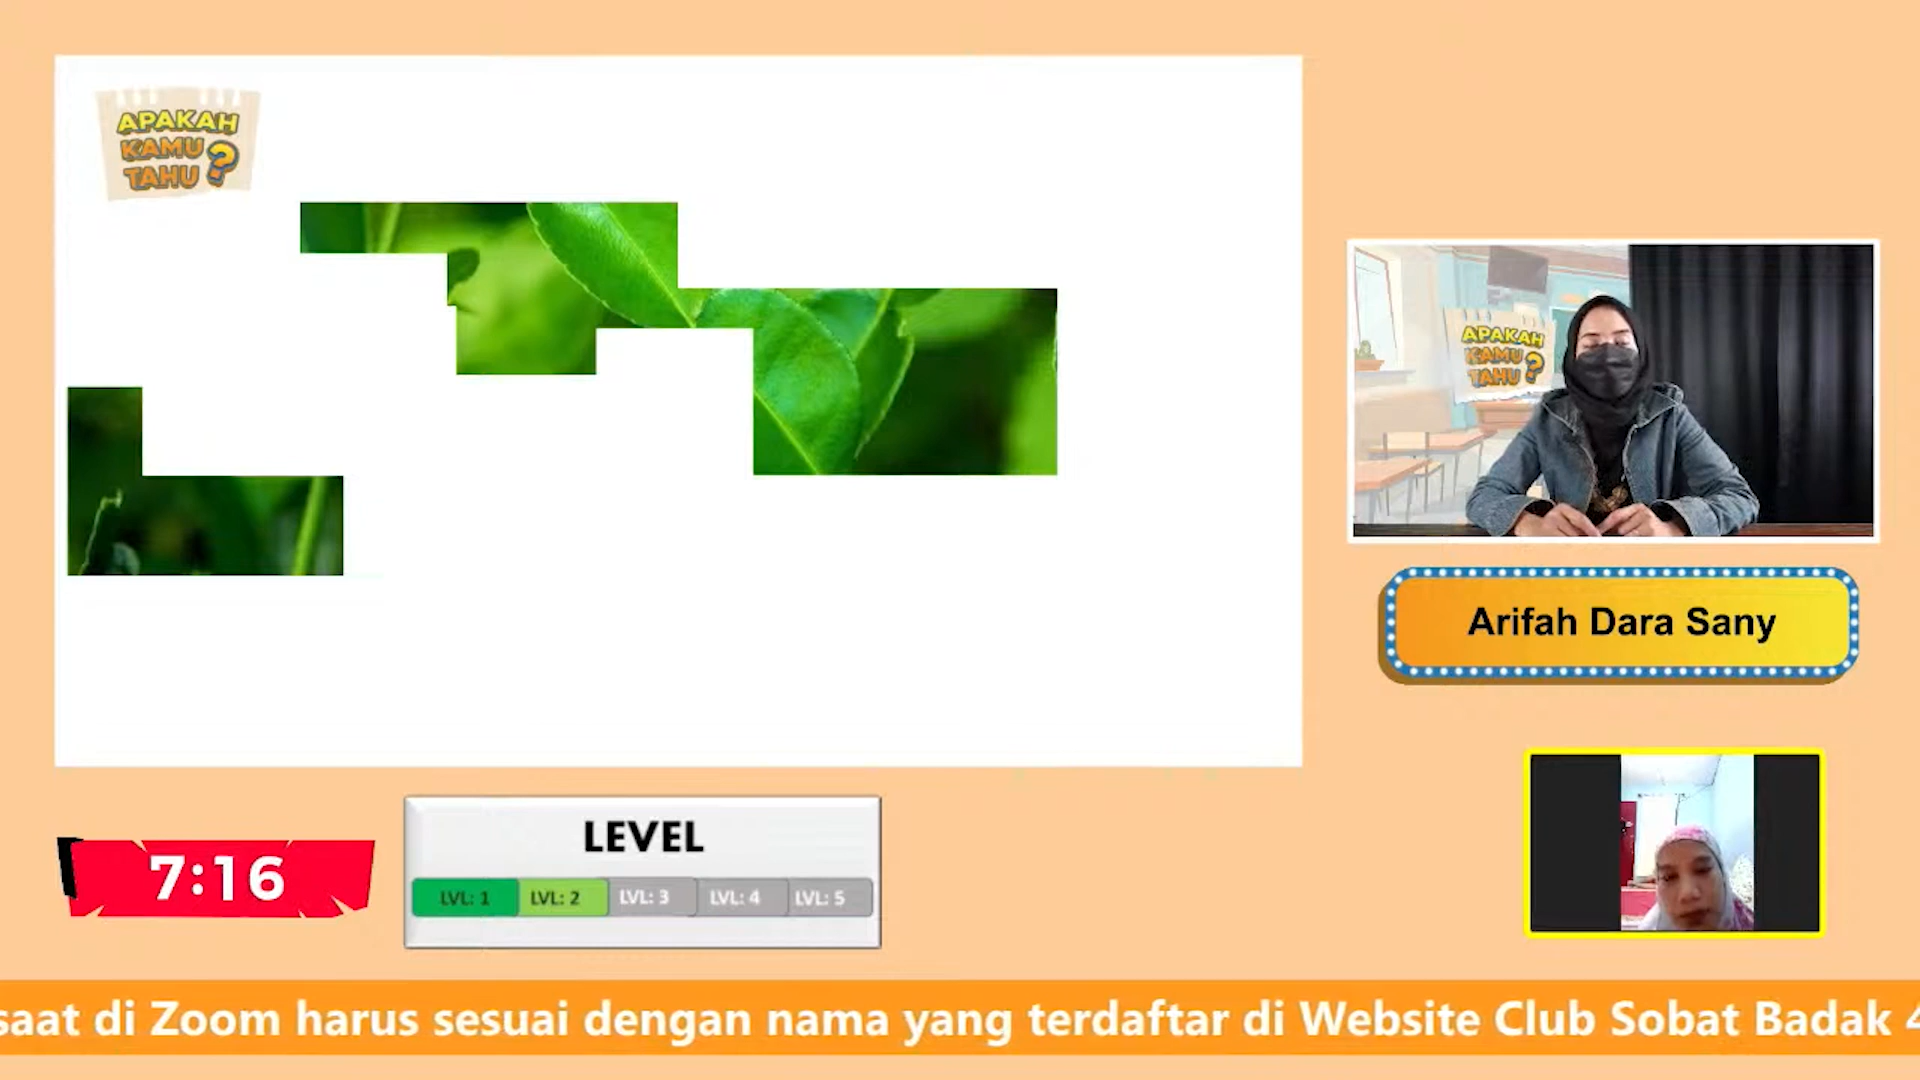 APAKAH
KAMU
TAHU ?
APAKAH
KAMU
TAHU ?
Arifah Dara Sany
7:16
LEVEL
LVL: 1 LVL: 2 LVL: 3 LVL: 4 LVL: 5
saat di Zoom harus sesuai dengan nama yang terdaftar di Website Club Sobat Badak